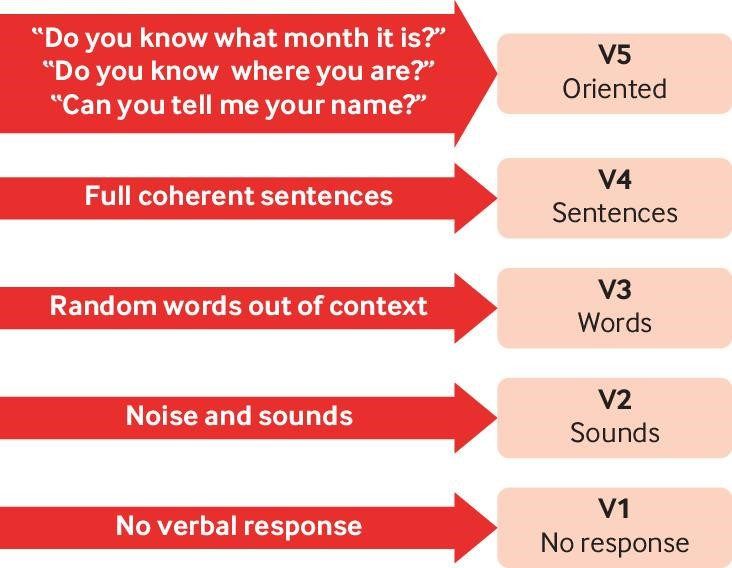 “Do you know what month it is?”
“Do you know  where you are?”
“Can you tell me your name?”
V5
Oriented
Full coherent sentences
V4
Sentences
Random words out of context
V3
Words
Noise and sounds
V2
Sounds
No verbal response
V1
No response